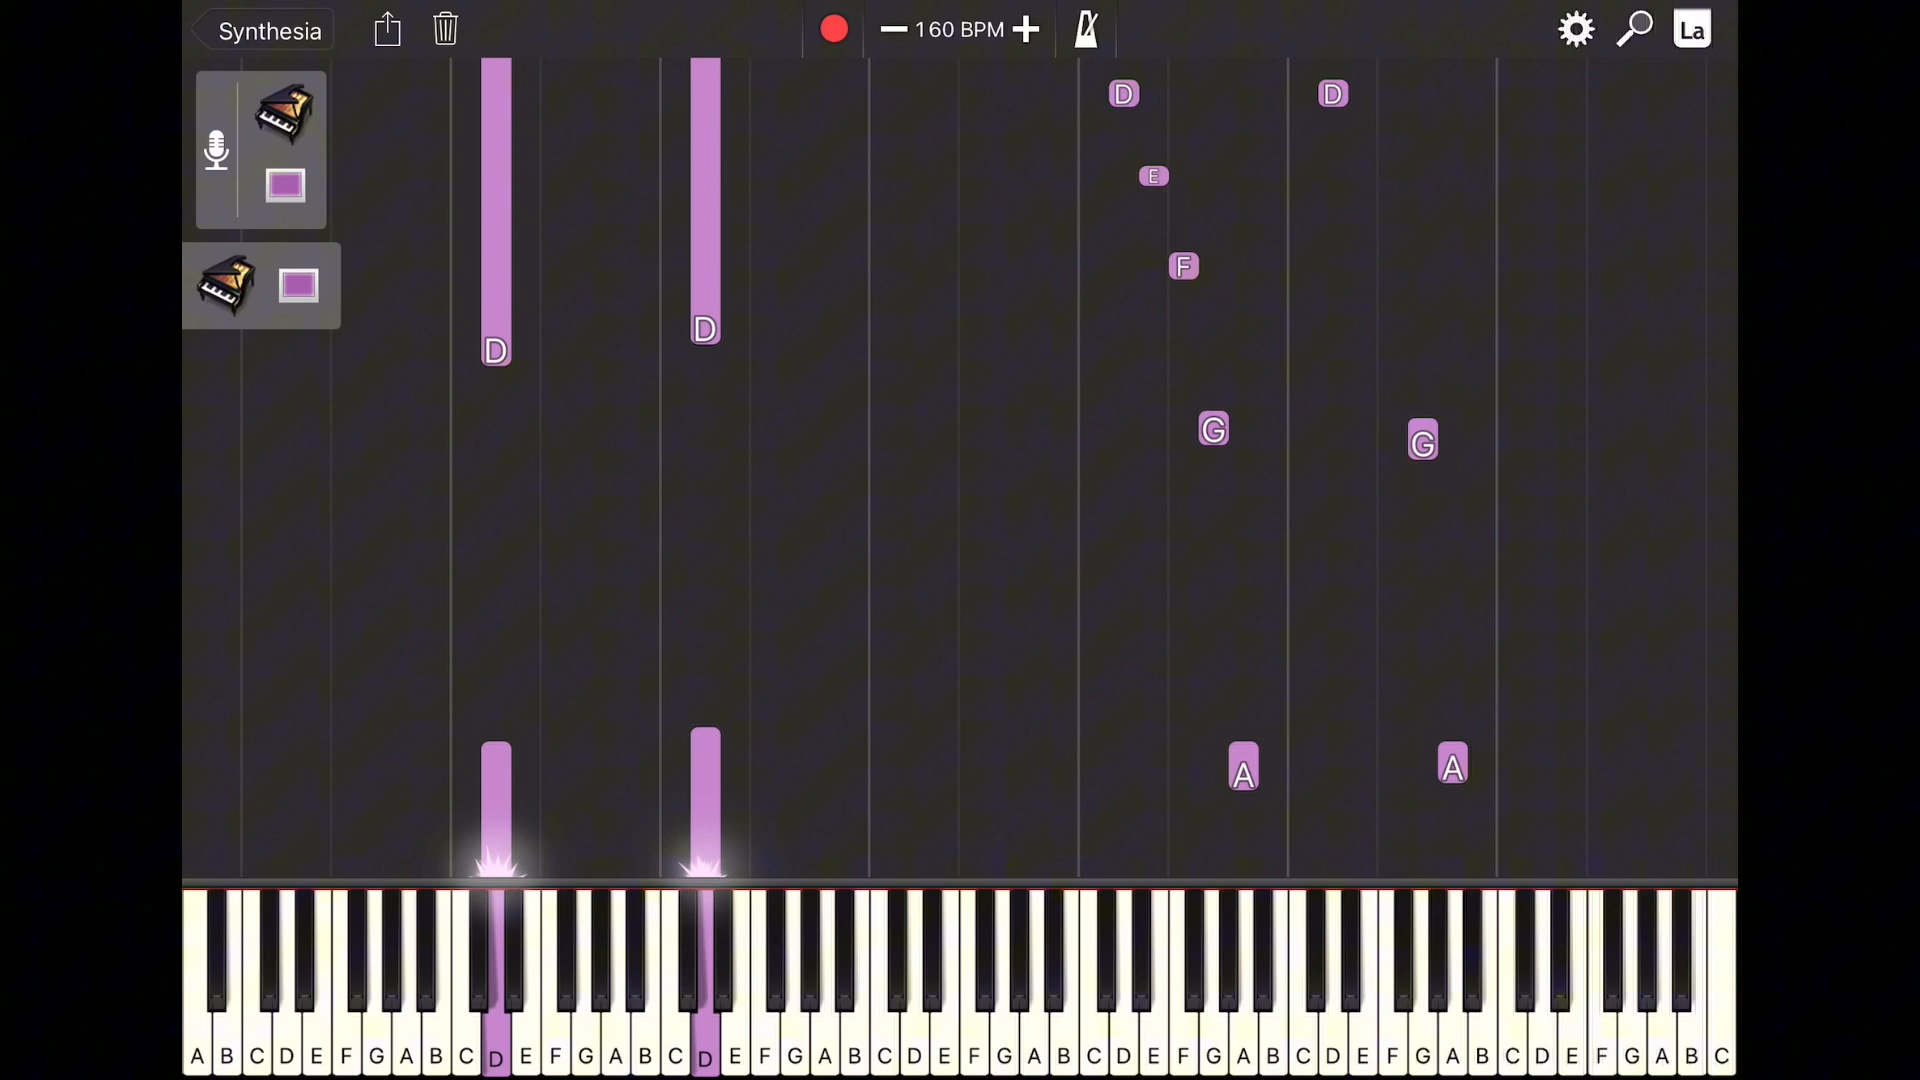 Synthesia
160 BPM
La
D D
E
F
D D
G G
A A
A B C D E F G A B C D E F G A B C D E F G A B C D E F G A B C D E F G A B C D E F G A B C D E F G A B C